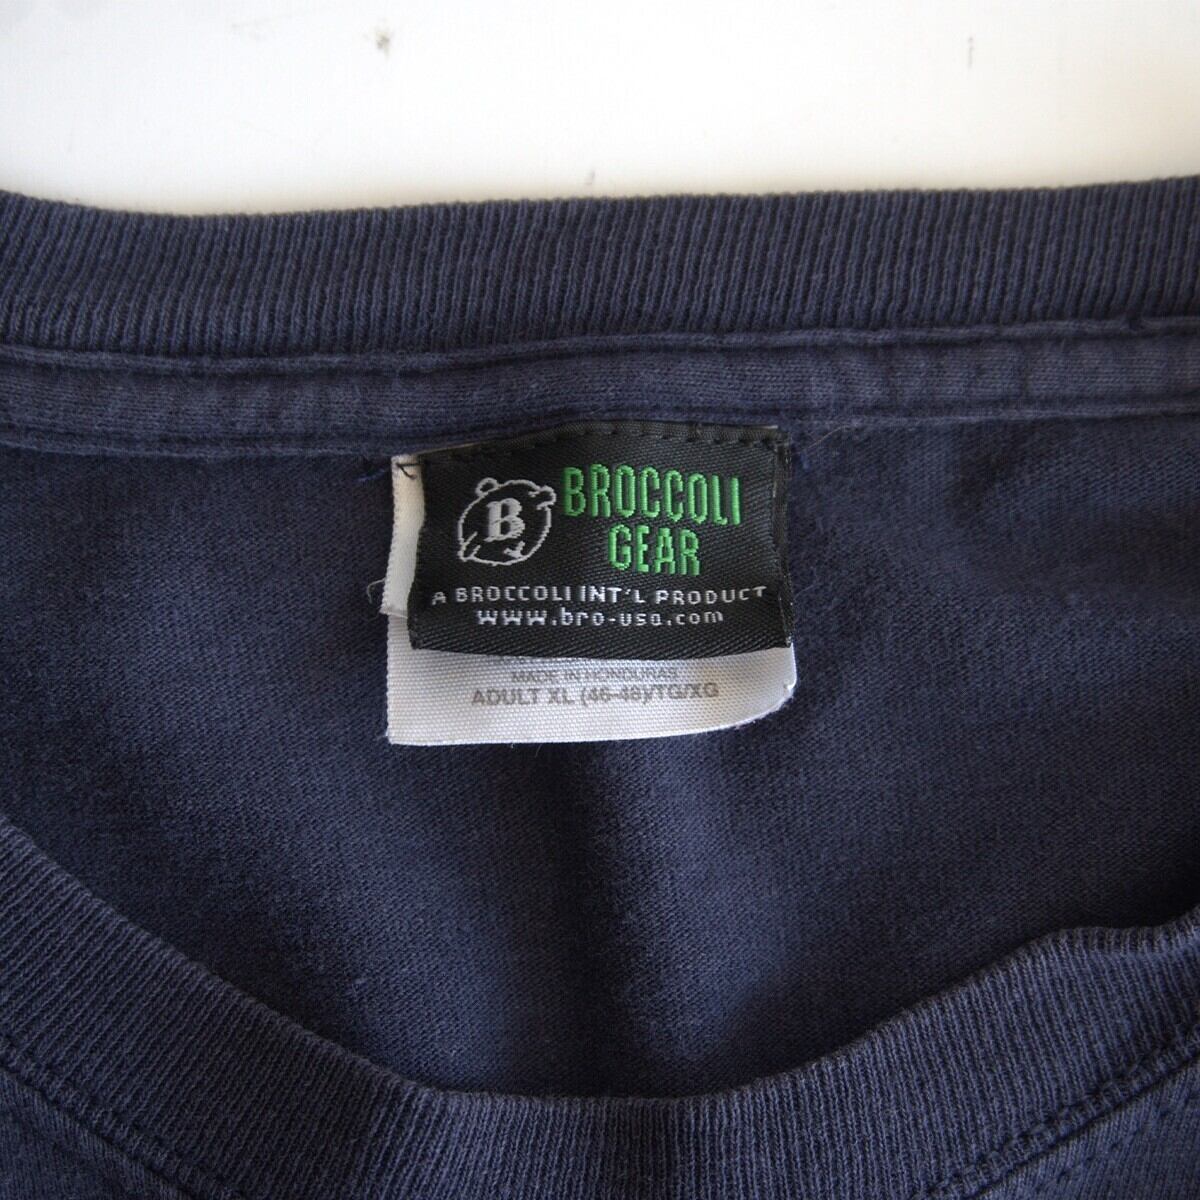 B
BROCCOLI
GEAR
A BROCCOLI INT'L PRODUCT
www.bro-usa.com
MADE IN HONDURAS
ADULT XL (46-48)/TG/XG